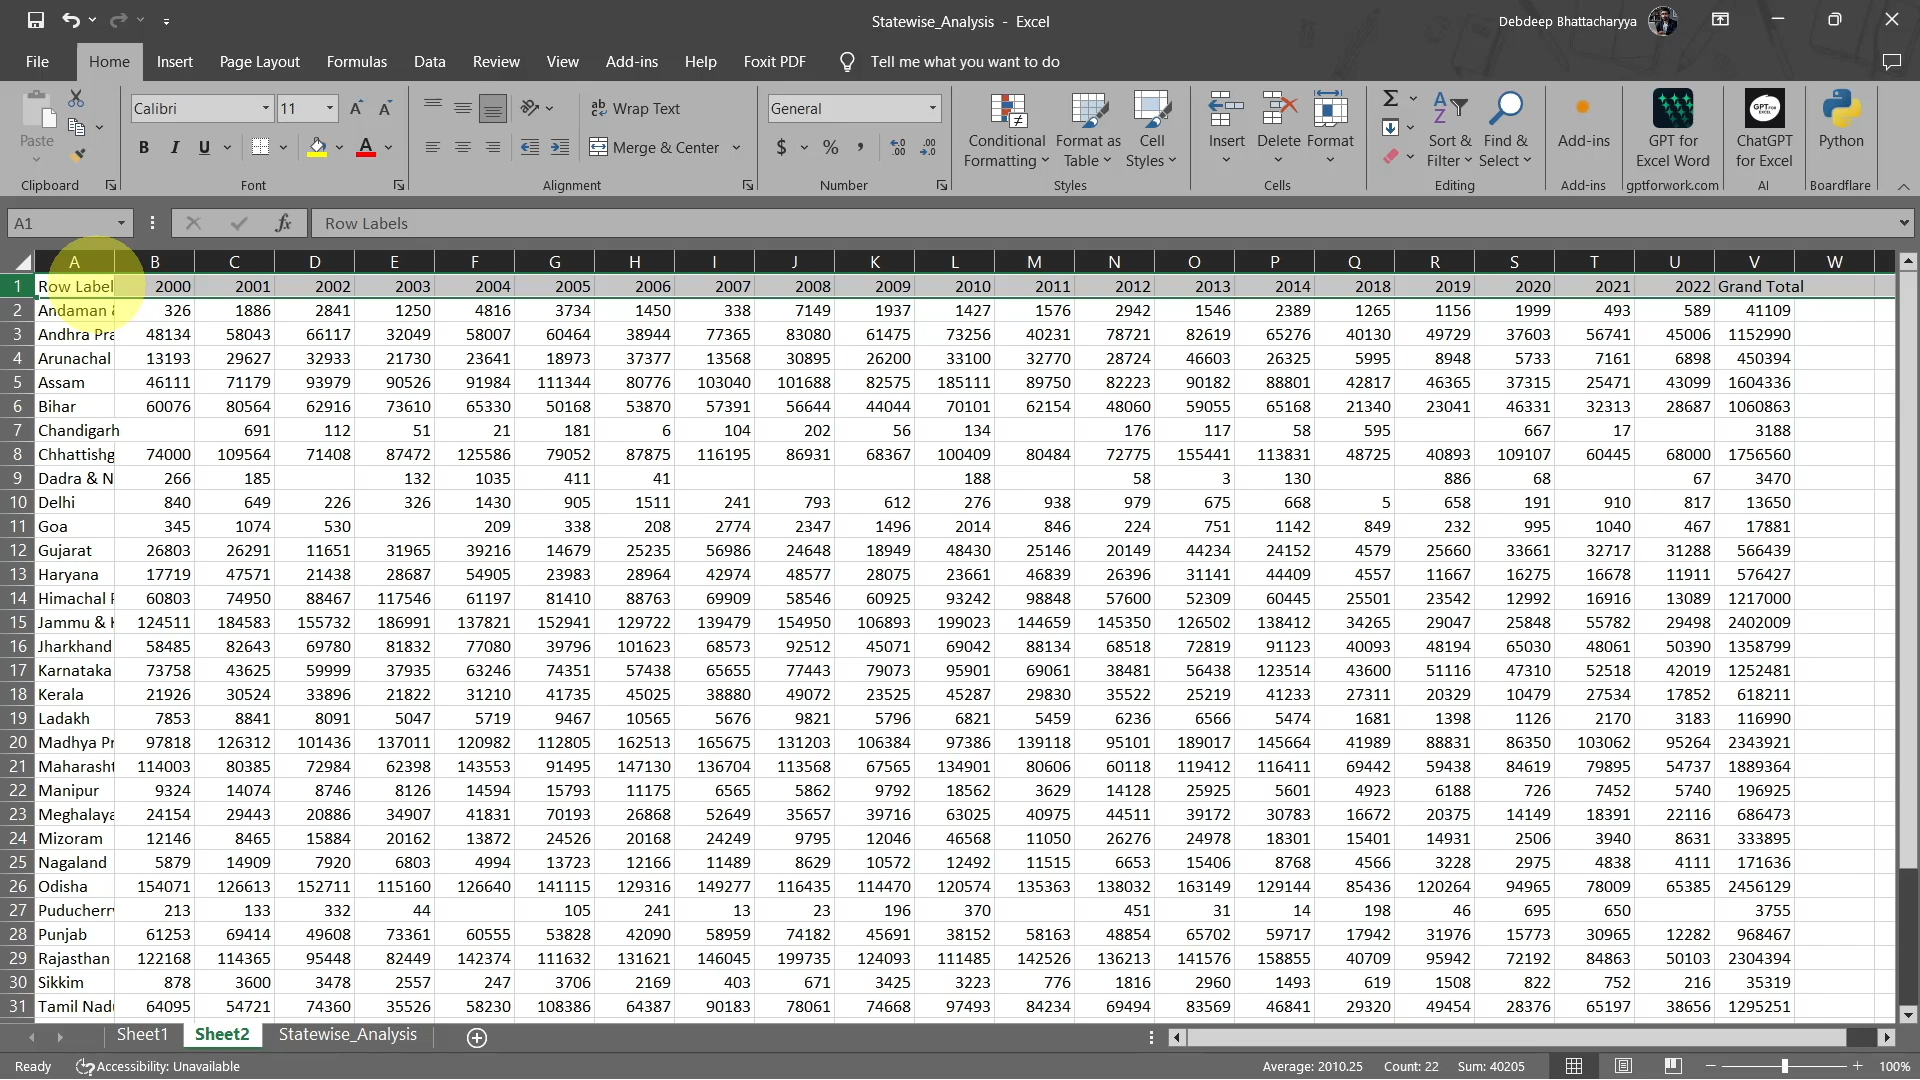 Statewise_Analysis - Excel
Debdeep Bhattacharyya
File Home Insert Page Layout Formulas Data Review View Add-ins Help Foxit PDF Tell me what you want to do
Paste
Clipboard
Calibri 11
B I U
Font
Wrap Text
Merge & Center
Alignment
General
$ % ,
Number
Conditional Formatting
Format as Table
Cell Styles
Styles
Insert Delete Format
Cells
Sort & Filter
Find & Select
Editing
Add-ins
Add-ins
GPT for Excel Word
gptforwork.com
ChatGPT for Excel
AI
Python
Boardflare
A1 fx Row Labels
A B C D E F G H I J K L M N O P Q R S T U V W
1 Row Label 2000 2001 2002 2003 2004 2005 2006 2007 2008 2009 2010 2011 2012 2013 2014 2018 2019 2020 2021 2022 Grand Total
2 Andaman & 326 1886 2841 1250 4816 3734 1450 338 7149 1937 1427 1576 2942 1546 2389 1265 1156 1999 493 589 41109
3 Andhra Pra 48134 58043 66117 32049 58007 60464 38944 77365 83080 61475 73256 40231 78721 82619 65276 40130 49729 37603 56741 45006 1152990
4 Arunachal 13193 29627 32933 21730 23641 18973 37377 13568 30895 26200 33100 32770 28724 46603 26325 5995 8948 5733 7161 6898 450394
5 Assam 46111 71179 93979 90526 91984 111344 80776 103040 101688 82575 185111 89750 82223 90182 88801 42817 46365 37315 25471 43099 1604336
6 Bihar 60076 80564 62916 73610 65330 50168 53870 57391 56644 44044 70101 62154 48060 59055 65168 21340 23041 46331 32313 28687 1060863
7 Chandigarh 691 112 51 21 181 6 104 202 56 134 176 117 58 595 667 17 3188
8 Chhattishg 74000 109564 71408 87472 125586 79052 87875 116195 86931 68367 100409 80484 72775 155441 113831 48725 40893 109107 60445 68000 1756560
9 Dadra & N 266 185 132 1035 411 41 188 58 3 130 886 68 67 3470
10 Delhi 840 649 226 326 1430 905 1511 241 793 612 276 938 979 675 668 5 658 191 910 817 13650
11 Goa 345 1074 530 209 338 208 2774 2347 1496 2014 846 224 751 1142 849 232 995 1040 467 17881
12 Gujarat 26803 26291 11651 31965 39216 14679 25235 56986 24648 18949 48430 25146 20149 44234 24152 4579 25660 33661 32717 31288 566439
13 Haryana 17719 47571 21438 28687 54905 23983 28964 42974 48577 28075 23661 46839 26396 31141 44409 4557 11667 16275 16678 11911 576427
14 Himachal P 60803 74950 88467 117546 61197 81410 88763 69909 58546 60925 93242 98848 57600 52309 60445 25501 23542 12992 16916 13089 1217000
15 Jammu & K 124511 184583 155732 186991 137821 152941 129722 139479 154950 106893 199023 144659 145350 126502 138412 34265 29047 25848 55782 29498 2402009
16 Jharkhand 58485 82643 69780 81832 77080 39796 101623 68573 92512 45071 69042 88134 68518 72819 91123 40093 48194 65030 48061 50390 1358799
17 Karnataka 73758 43625 59999 37935 63246 74351 57438 65655 77443 79073 95901 69061 38481 56438 123514 43600 51116 47310 52518 42019 1252481
18 Kerala 21926 30524 33896 21822 31210 41735 45025 38880 49072 23525 45287 29830 35522 25219 41233 27311 20329 10479 27534 17852 618211
19 Ladakh 7853 8841 8091 5047 5719 9467 10565 5676 9821 5796 6821 5459 6236 6566 5474 1681 1398 1126 2170 3183 116990
20 Madhya Pr 97818 126312 101436 137011 120982 112805 162513 165675 131203 106384 97386 139118 95101 189017 145664 41989 88831 86350 103062 95264 2343921
21 Maharasht 114003 80385 72984 62398 143553 91495 147130 136704 113568 67565 134901 80606 60118 119412 116411 69442 59438 84619 79895 54737 1889364
22 Manipur 9324 14074 8746 8126 14594 15793 11175 6565 5862 9792 18562 3629 14128 25925 5601 4923 6188 726 7452 5740 196925
23 Meghalaya 24154 29443 20886 34907 41831 70193 26868 52649 35657 39716 63025 40975 44511 39172 30783 16672 20375 14149 18391 22116 686473
24 Mizoram 12146 8465 15884 20162 13872 24526 20168 24249 9795 12046 46568 11050 26276 24978 18301 15401 14931 2506 3940 8631 333895
25 Nagaland 5879 14909 7920 6803 4994 13723 12166 11489 8629 10572 12492 11515 6653 15406 8768 4566 3228 2975 4838 4111 171636
26 Odisha 154071 126613 152711 115160 126640 141115 129316 149277 116435 114470 120574 135363 138032 163149 129144 85436 120264 94965 78009 65385 2456129
27 Puducherry 213 133 332 44 105 241 13 23 196 370 451 31 14 198 46 695 650 3755
28 Punjab 61253 69414 49608 73361 60555 53828 42090 58959 74182 45691 38152 58163 48854 65702 59717 17942 31976 15773 30965 12282 968467
29 Rajasthan 122168 114365 95448 82449 142374 111632 131621 146045 199735 124093 111485 142526 136213 141576 158855 40709 95942 72192 84863 50103 2304394
30 Sikkim 878 3600 3478 2557 247 3706 2169 403 671 3425 3223 776 1816 2960 1493 619 1508 822 752 216 35319
31 Tamil Nadu 64095 54721 74360 35526 58230 108386 64387 90183 78061 74668 97493 84234 69494 83569 46841 29320 49454 28376 65197 38656 1295251
Sheet1 Sheet2 Statewise_Analysis
Ready Accessibility: Unavailable Average: 2010.25 Count: 22 Sum: 40205 100%